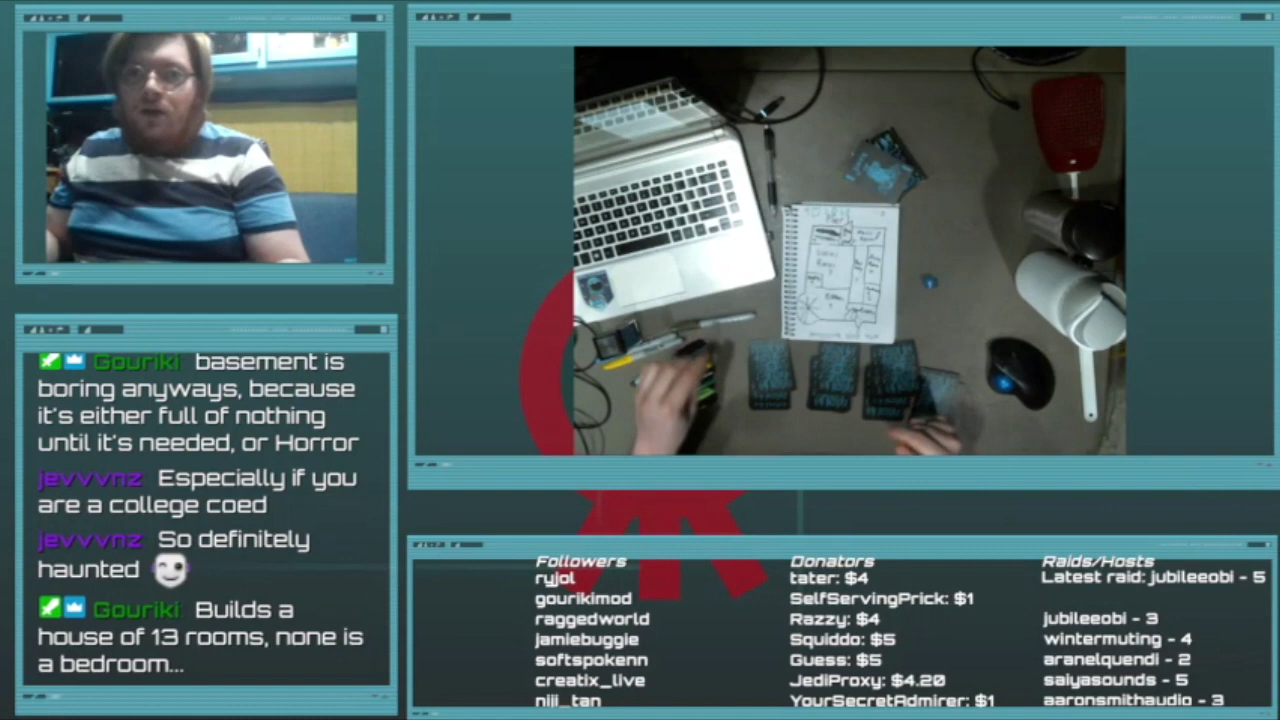 Gouriki basement is
boring anyways, because
it's either full of nothing
until it's needed, or Horror
jevvvnz Especially if you
are a college coed
jevvvnz So definitely
haunted
Gouriki Builds a
house of 13 rooms, none is
a bedroom...
Followers
ryjol
gourikimod
raggedworld
jamiebuggie
softspokenn
creatix_live
niji_tan
Donators
tater: $4
SelfServingPrick: $1
Razzy: $4
Squiddo: $5
Guess: $5
JediProxy: $4.20
YourSecretAdmirer: $1
Raids/Hosts
Latest raid: jubileeobi - 5
jubileeobi - 3
wintermuting - 4
aranelquendi - 2
saiyasounds - 5
aaronsmithaudio - 3